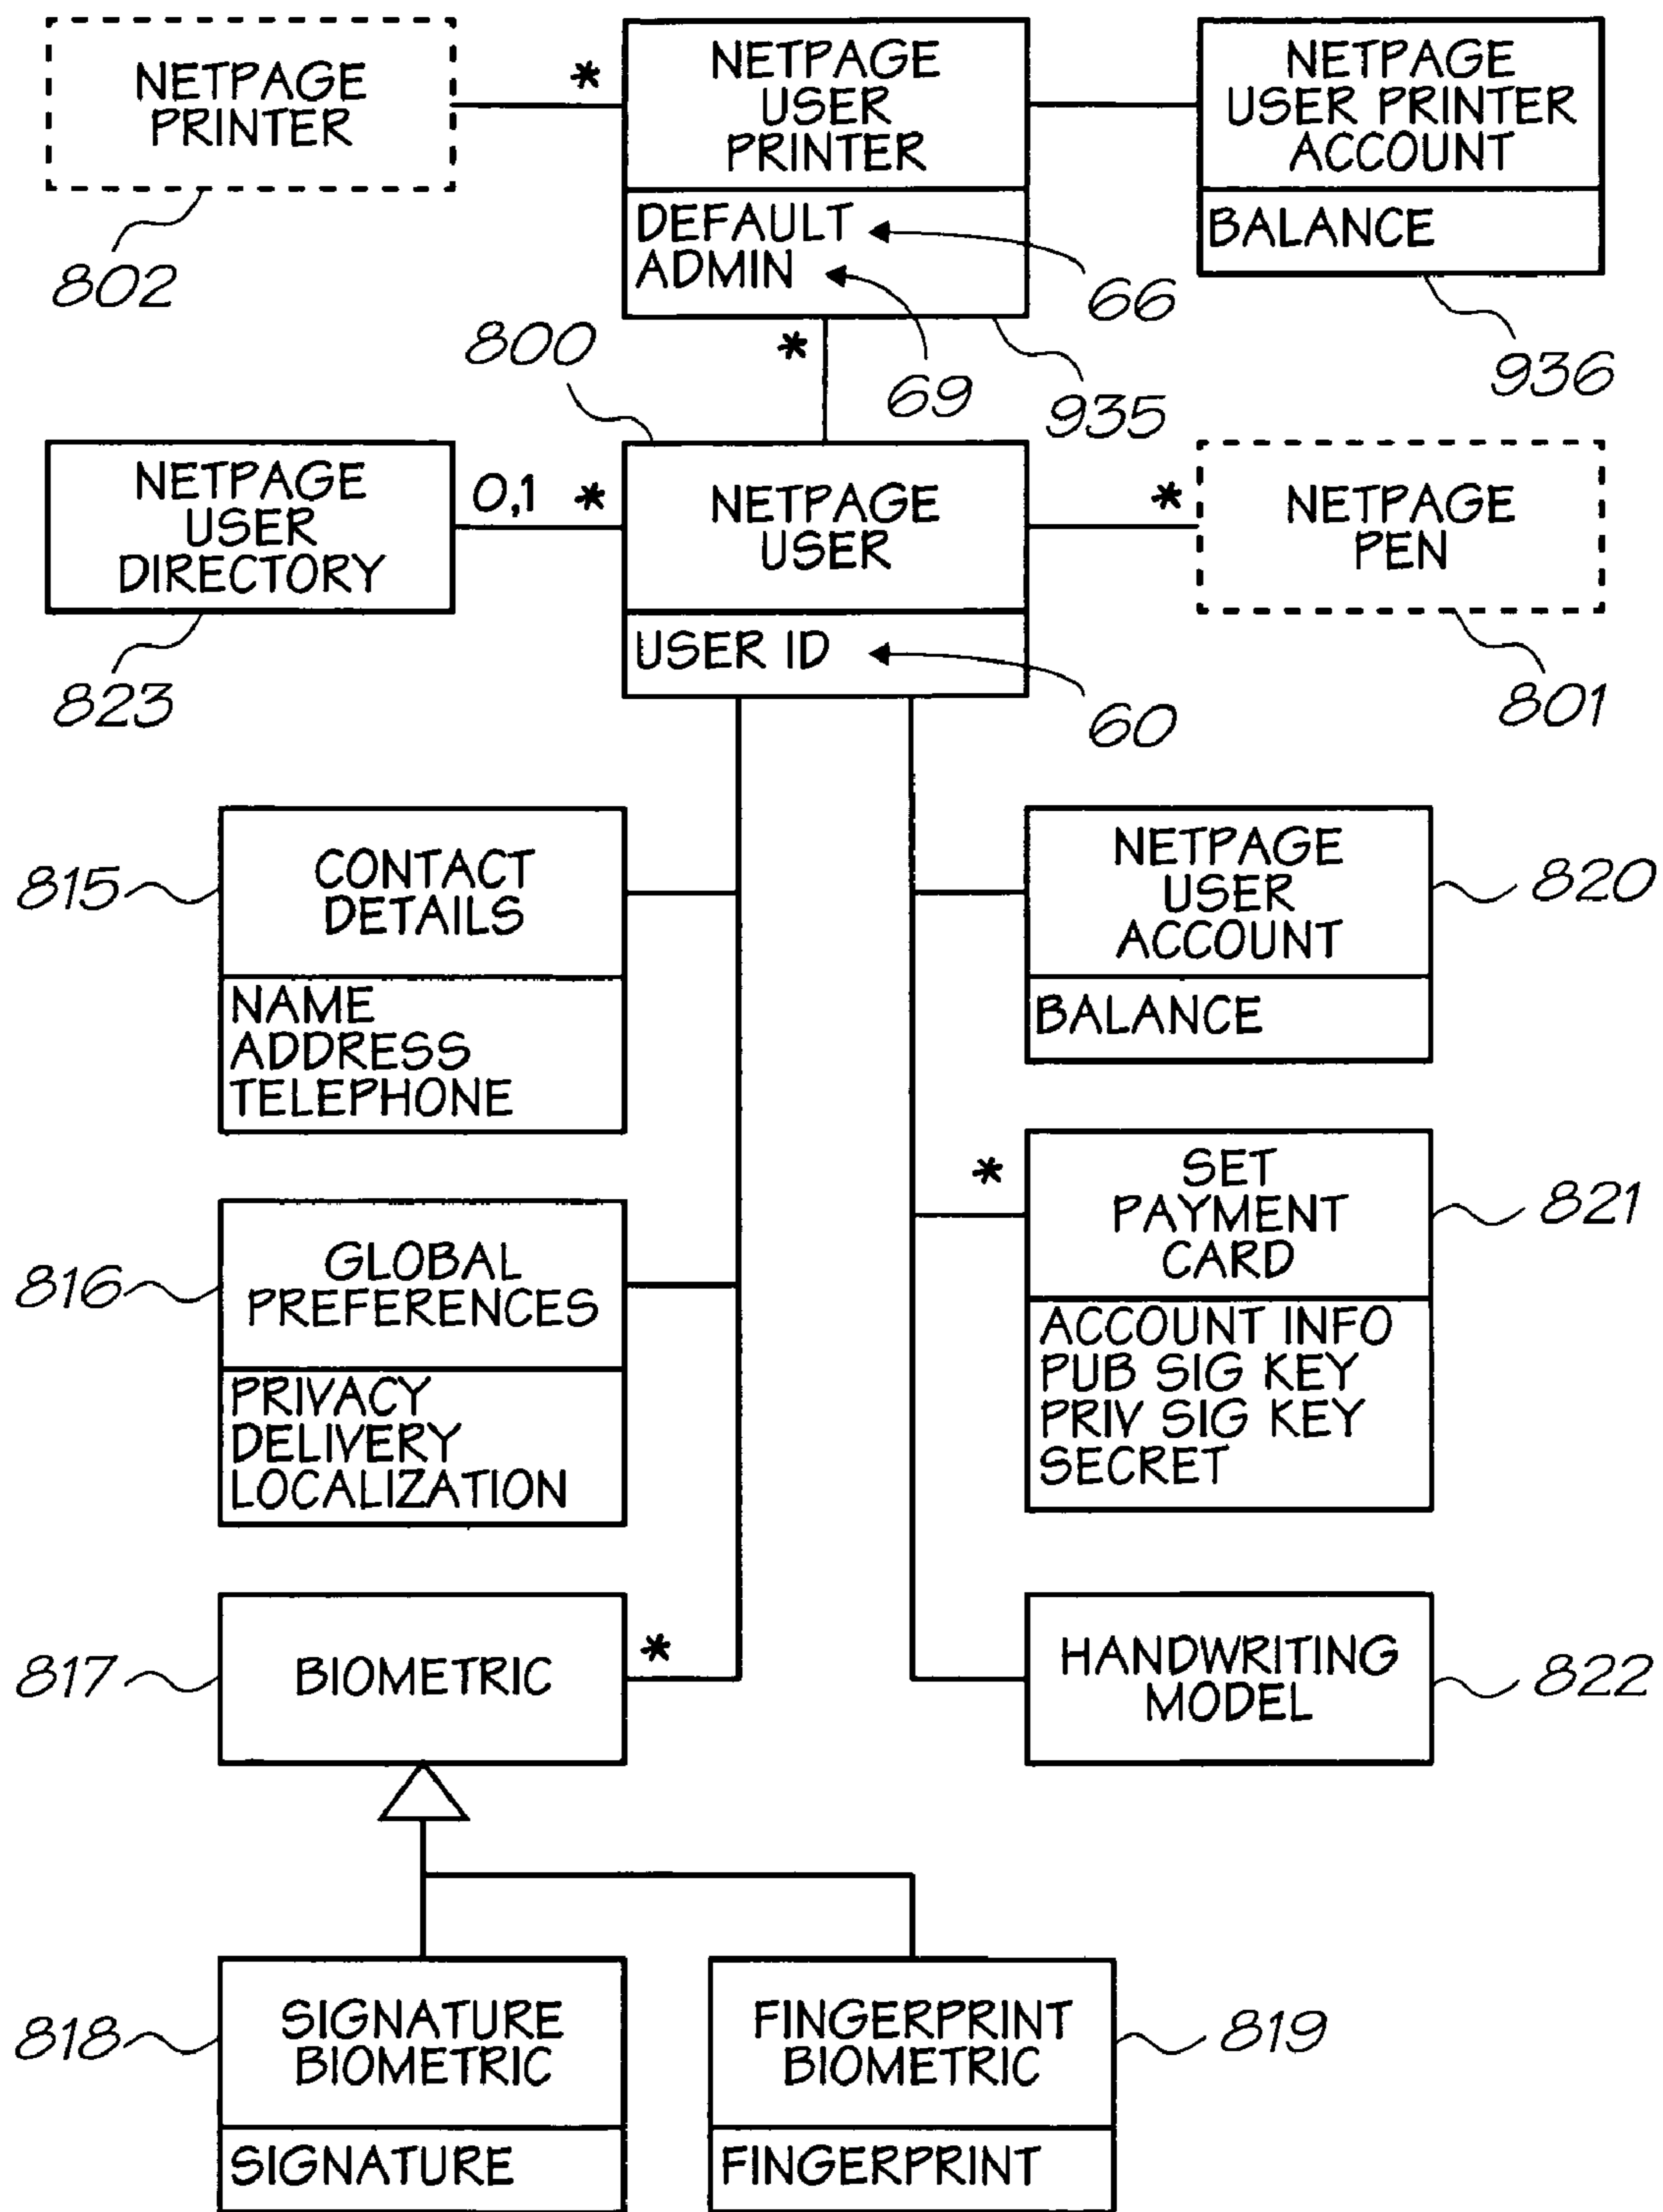 NETPAGE
PRINTER
802
*
NETPAGE
USER
PRINTER
DEFAULT
ADMIN
66
69
935
*
NETPAGE
USER PRINTER
ACCOUNT
BALANCE
936
800
NETPAGE
USER
DIRECTORY
823
0,1 *
NETPAGE
USER
USER ID
60
*
NETPAGE
PEN
801
815
CONTACT
DETAILS
NAME
ADDRESS
TELEPHONE
NETPAGE
USER
ACCOUNT
BALANCE
820
816
GLOBAL
PREFERENCES
PRIVACY
DELIVERY
LOCALIZATION
*
SET
PAYMENT
CARD
ACCOUNT INFO
PUB SIG KEY
PRIV SIG KEY
SECRET
821
817
BIOMETRIC
*
HANDWRITING
MODEL
822
818
SIGNATURE
BIOMETRIC
SIGNATURE
FINGERPRINT
BIOMETRIC
FINGERPRINT
819